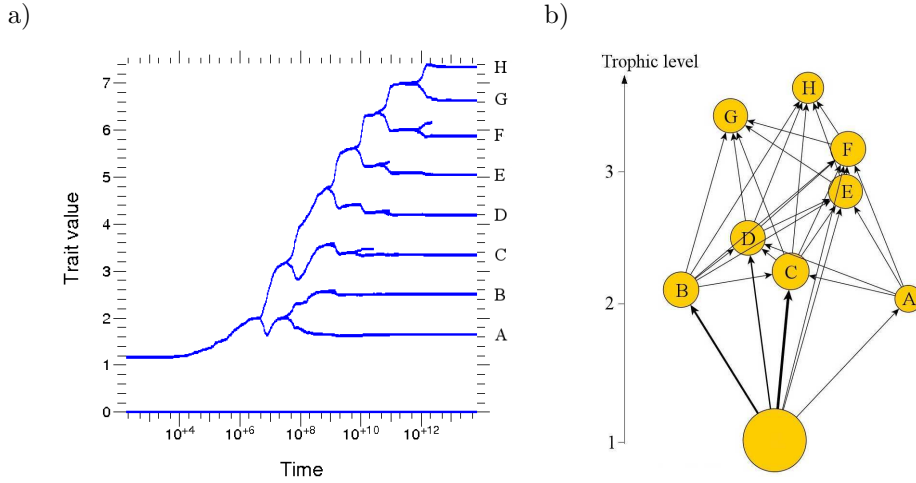 a)
b)
Trait value
7
6
5
4
3
2
1
0
10+4
10+6
10+8
10+10
10+12
Time
H
G
F
E
D
C
B
A
Trophic level
3
2
1
H
G
F
E
D
C
B
A